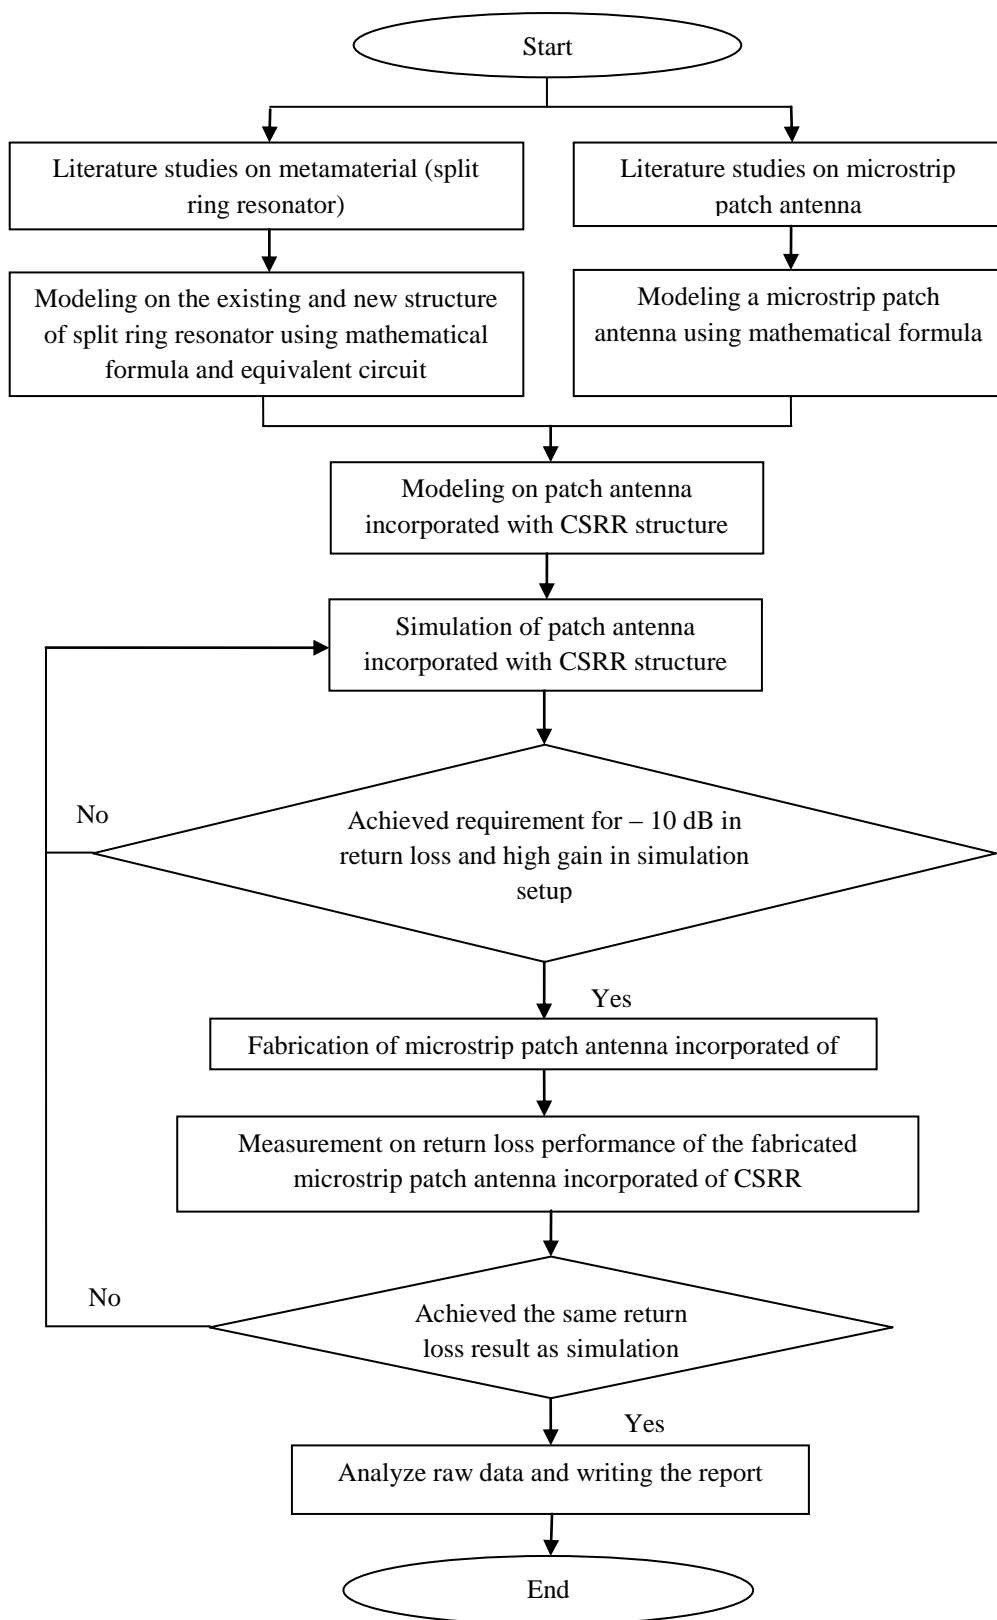 Start
Literature studies on metamaterial (split
ring resonator)
Literature studies on microstrip
patch antenna
Modeling on the existing and new structure
of split ring resonator using mathematical
formula and equivalent circuit
Modeling a microstrip patch
antenna using mathematical formula
Modeling on patch antenna
incorporated with CSRR structure
Simulation of patch antenna
incorporated with CSRR structure
No
Achieved requirement for – 10 dB in
return loss and high gain in simulation
setup
Yes
Fabrication of microstrip patch antenna incorporated of
Measurement on return loss performance of the fabricated
microstrip patch antenna incorporated of CSRR
No
Achieved the same return
loss result as simulation
Yes
Analyze raw data and writing the report
End